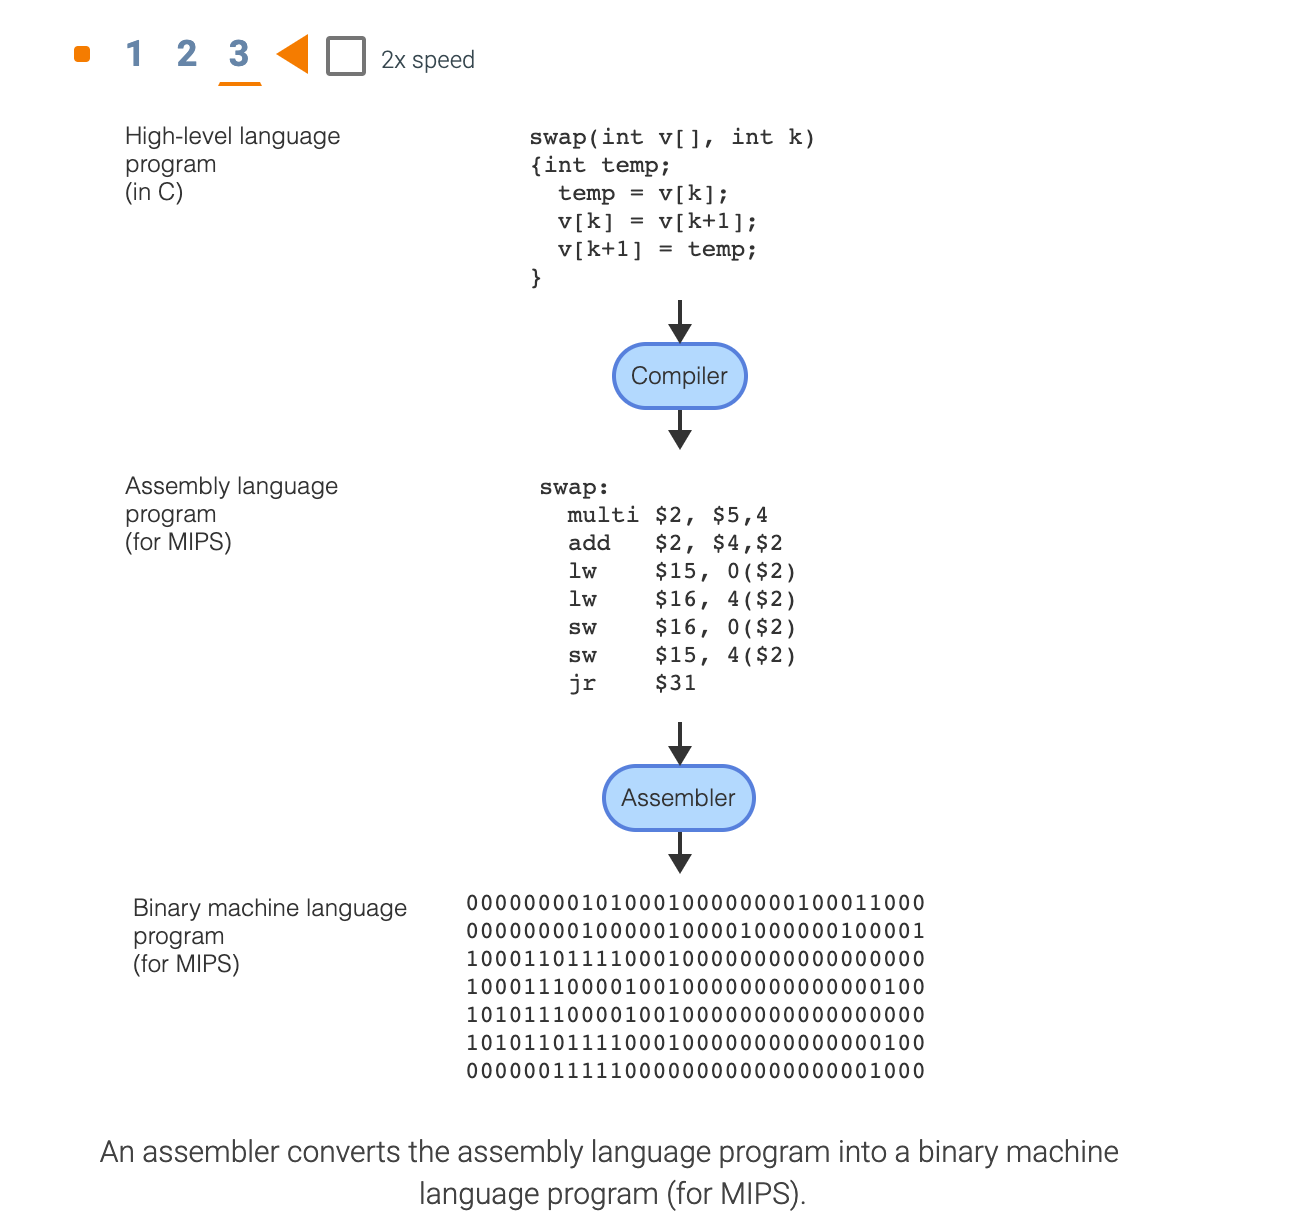 1 2 3 2x speed
High-level language
program
(in C)
swap(int v[], int k)
{int temp;
  temp = v[k];
  v[k] = v[k+1];
  v[k+1] = temp;
}
Compiler
Assembly language
program
(for MIPS)
swap:
  multi $2, $5,4
  add   $2, $4,$2
  lw    $15, 0($2)
  lw    $16, 4($2)
  sw    $16, 0($2)
  sw    $15, 4($2)
  jr    $31
Assembler
Binary machine language
program
(for MIPS)
00000000101000100000000100011000
00000000100000100001000000100001
10001101111000100000000000000000
10001110000100100000000000000100
10101110000100100000000000000000
10101101111000100000000000000100
00000011111000000000000000001000
An assembler converts the assembly language program into a binary machine
language program (for MIPS).